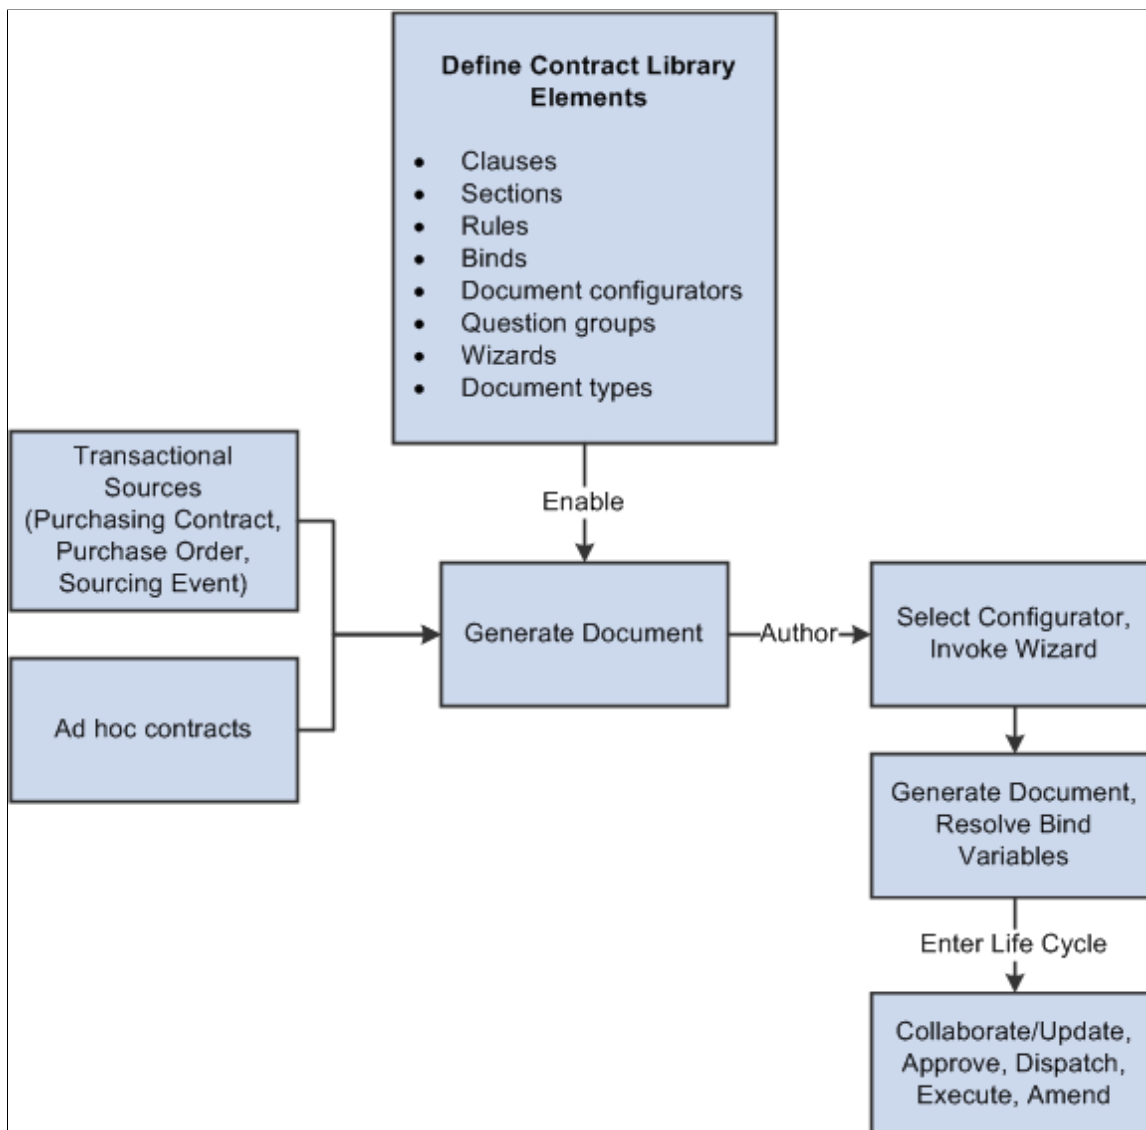 Define Contract Library
Elements
• Clauses
• Sections
• Rules
• Binds
• Document configurators
• Question groups
• Wizards
• Document types
Enable
Transactional
Sources
(Purchasing Contract,
Purchase Order,
Sourcing Event)
Ad hoc contracts
Generate Document
Author
Select Configurator,
Invoke Wizard
Generate Document,
Resolve Bind
Variables
Enter Life Cycle
Collaborate/Update,
Approve, Dispatch,
Execute, Amend